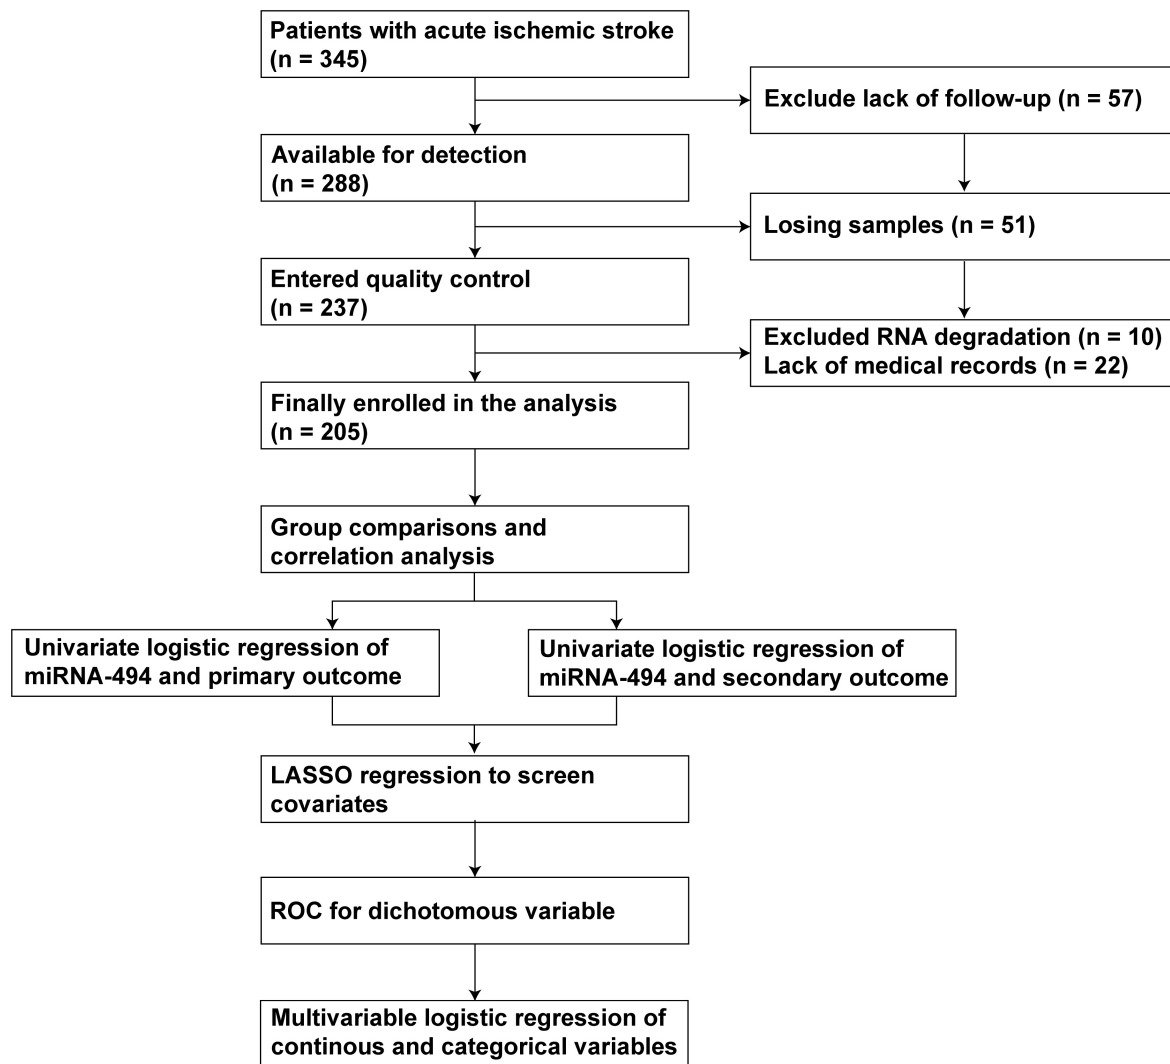 Patients with acute ischemic stroke
(n = 345)
Exclude lack of follow-up (n = 57)
Available for detection
(n = 288)
Losing samples (n = 51)
Entered quality control
(n = 237)
Excluded RNA degradation (n = 10)
Lack of medical records (n = 22)
Finally enrolled in the analysis
(n = 205)
Group comparisons and
correlation analysis
Univariate logistic regression of
miRNA-494 and primary outcome
Univariate logistic regression of
miRNA-494 and secondary outcome
LASSO regression to screen
covariates
ROC for dichotomous variable
Multivariable logistic regression of
continous and categorical variables